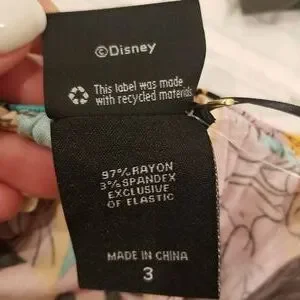 ©Disney
This label was made
with recycled materials
97% RAYON
3% SPANDEX
EXCLUSIVE
OF ELASTIC
MADE IN CHINA
3